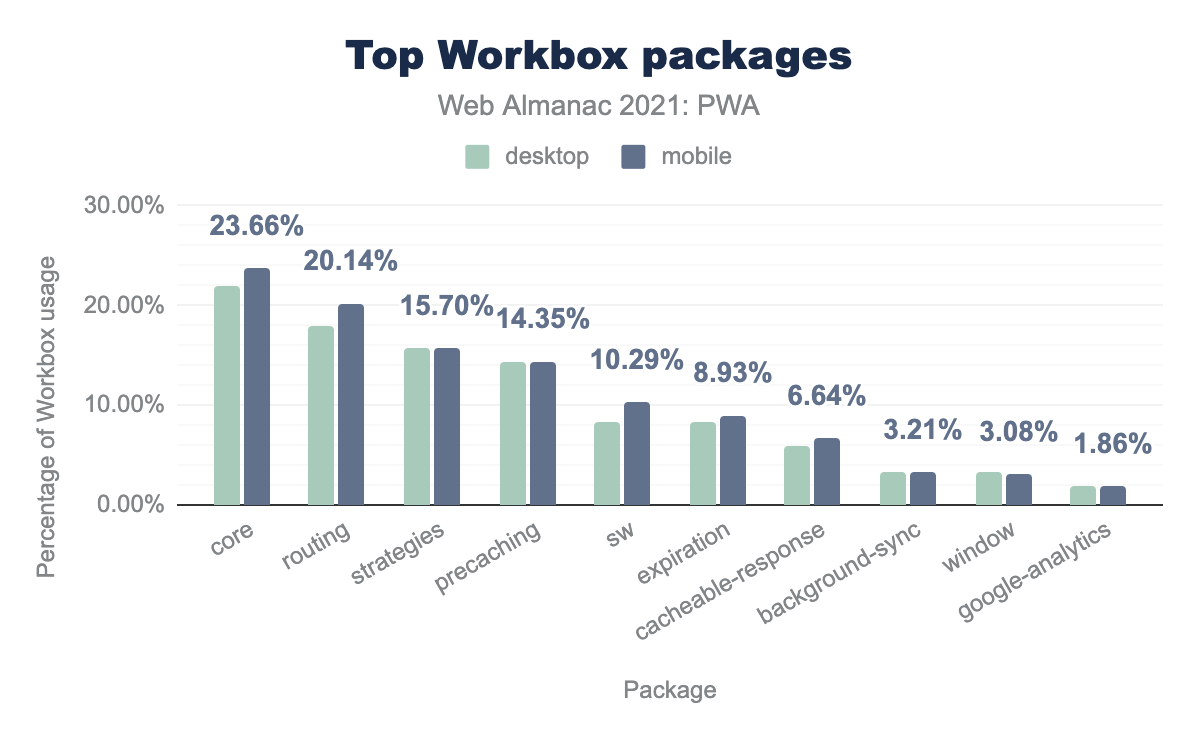 Top Workbox packages
Web Almanac 2021: PWA
desktop
mobile
Percentage of Workbox usage
30.00%
20.00%
10.00%
0.00%
23.66%
20.14%
15.70%
14.35%
10.29%
8.93%
6.64%
3.21%
3.08%
1.86%
core
routing
strategies
precaching
sw
expiration
cacheable-response
background-sync
window
google-analytics
Package